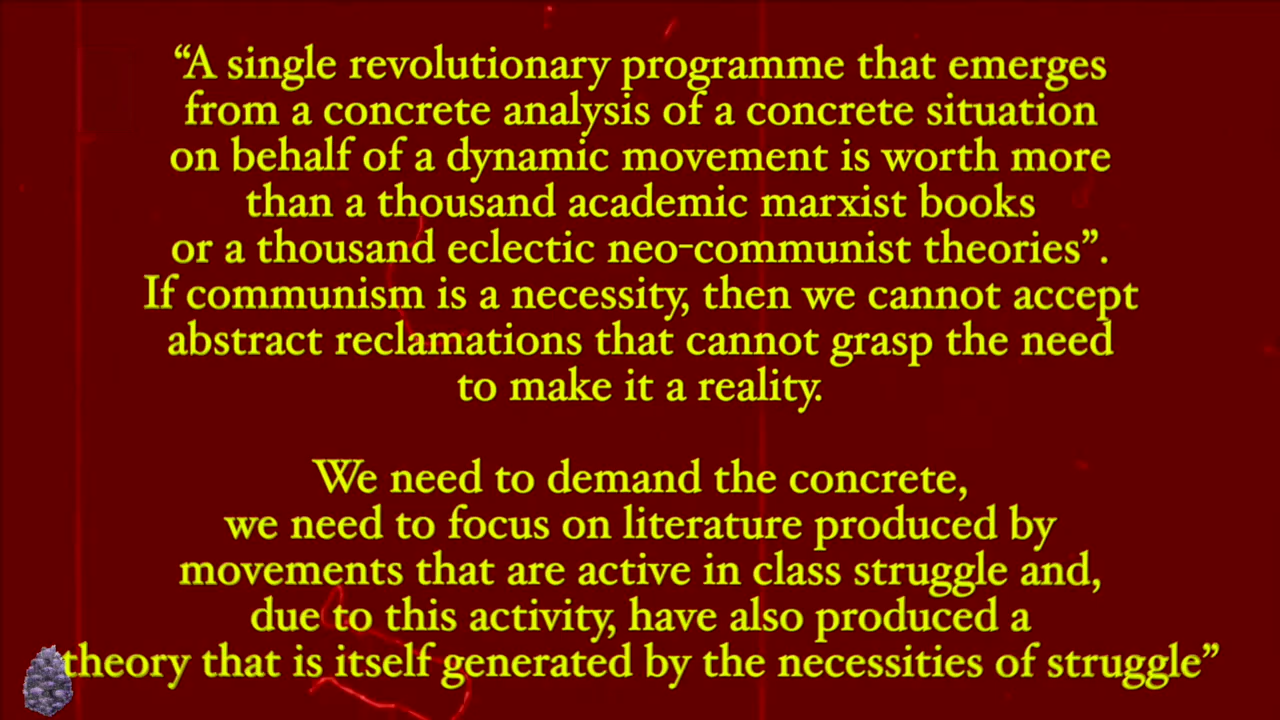 “A single revolutionary programme that emerges
from a concrete analysis of a concrete situation
on behalf of a dynamic movement is worth more
than a thousand academic marxist books
or a thousand eclectic neo-communist theories”.
If communism is a necessity, then we cannot accept
abstract reclamations that cannot grasp the need
to make it a reality.
We need to demand the concrete,
we need to focus on literature produced by
movements that are active in class struggle and,
due to this activity, have also produced a
theory that is itself generated by the necessities of struggle”